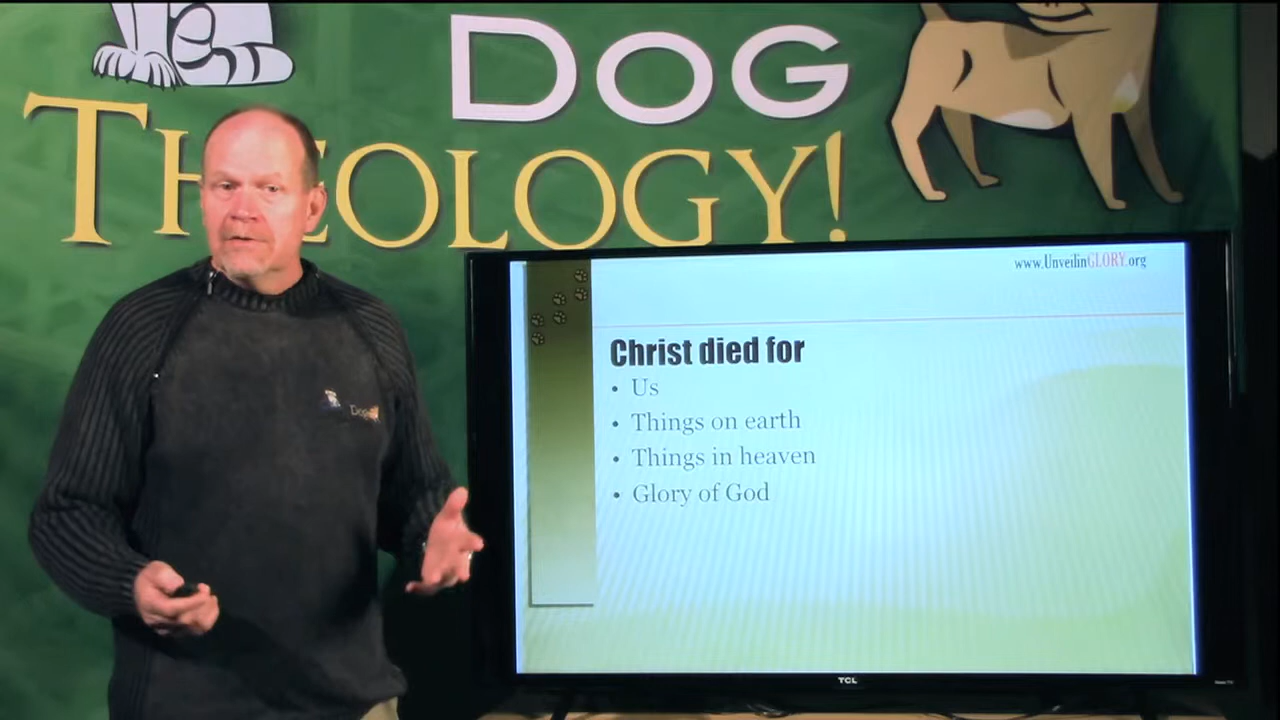 DOG
THEOLOGY!
www.UnveilinGLORY.org
Christ died for
• Us
• Things on earth
• Things in heaven
• Glory of God
TCL